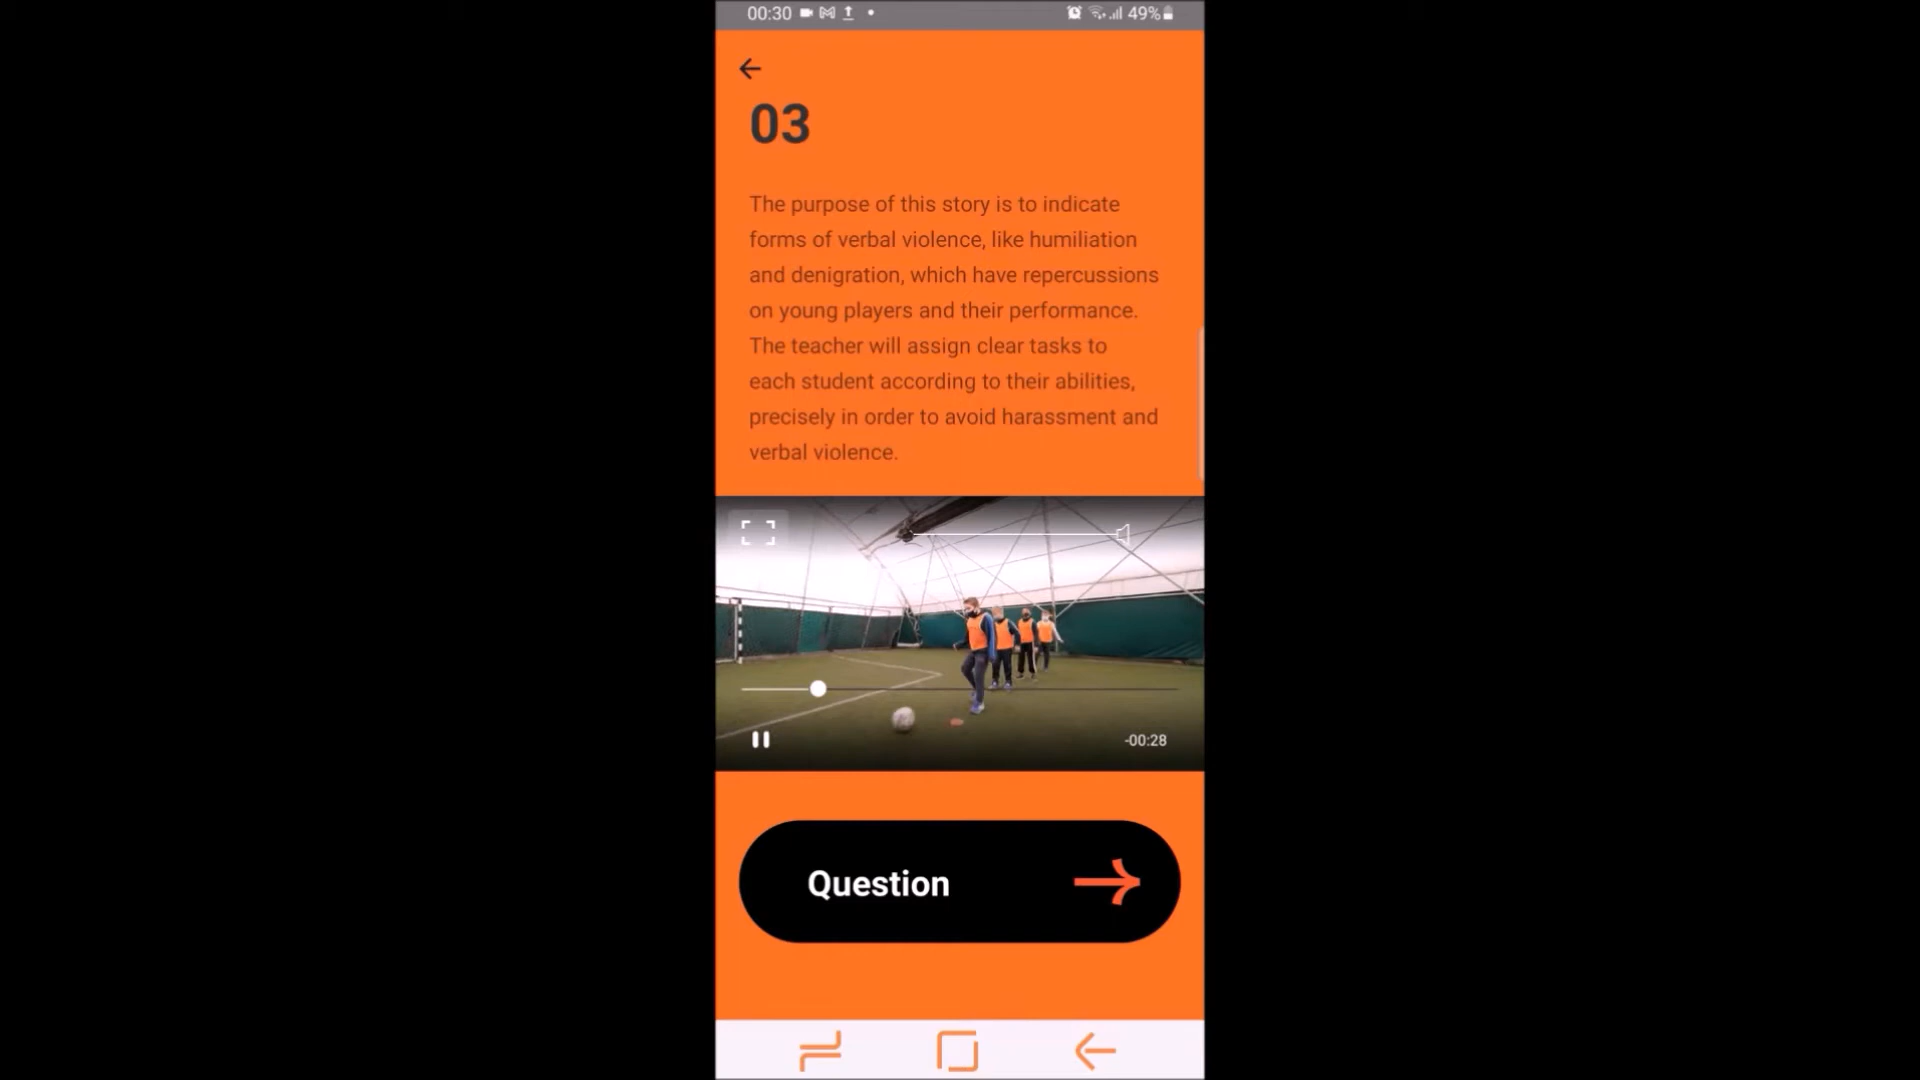 00:30
49%
03
The purpose of this story is to indicate
forms of verbal violence, like humiliation
and denigration, which have repercussions
on young players and their performance.
The teacher will assign clear tasks to
each student according to their abilities,
precisely in order to avoid harassment and
verbal violence.
-00:28
Question